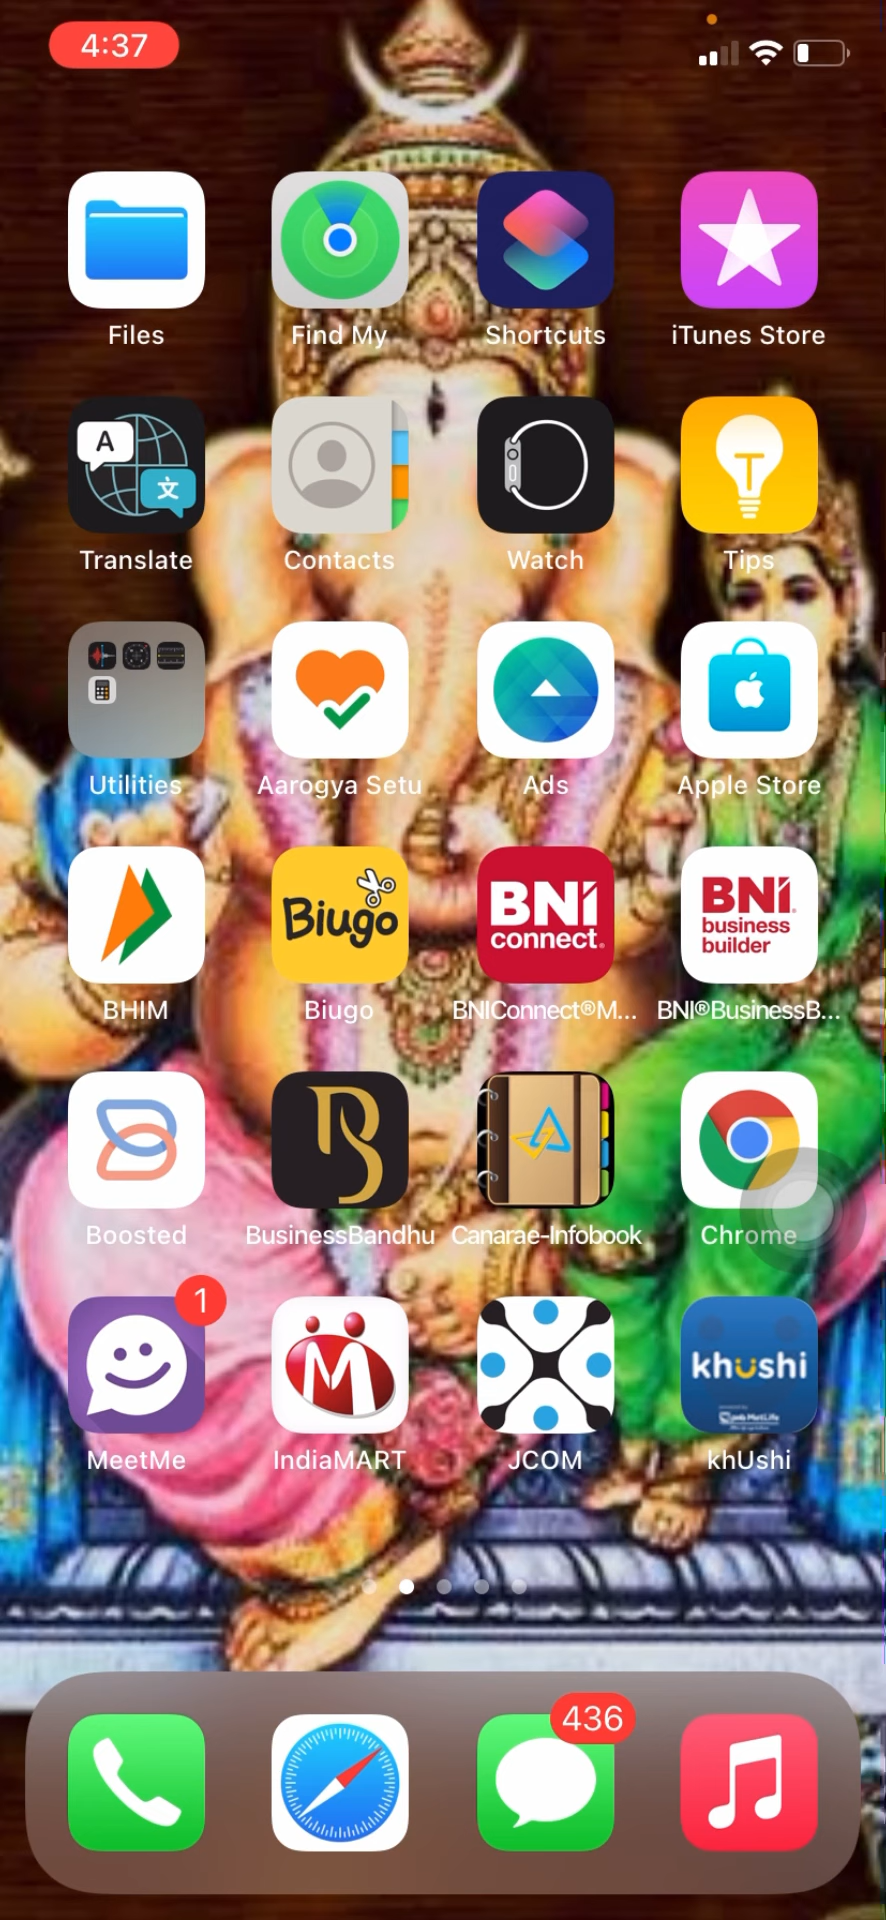 4:37
Files
Find My
Shortcuts
iTunes Store
A
文
Translate
Contacts
Watch
Tips
Utilities
Aarogya Setu
Ads
Apple Store
BHIM
Biugo
Biugo
BNi
connect®
BNIConnect®M...
BNi®
business
builder
BNI®BusinessB...
Boosted
BusinessBandhu
Canarae-Infobook
Chrome
1
MeetMe
IndiaMART
JCOM
khUshi
pnb MetLife
khUshi
436